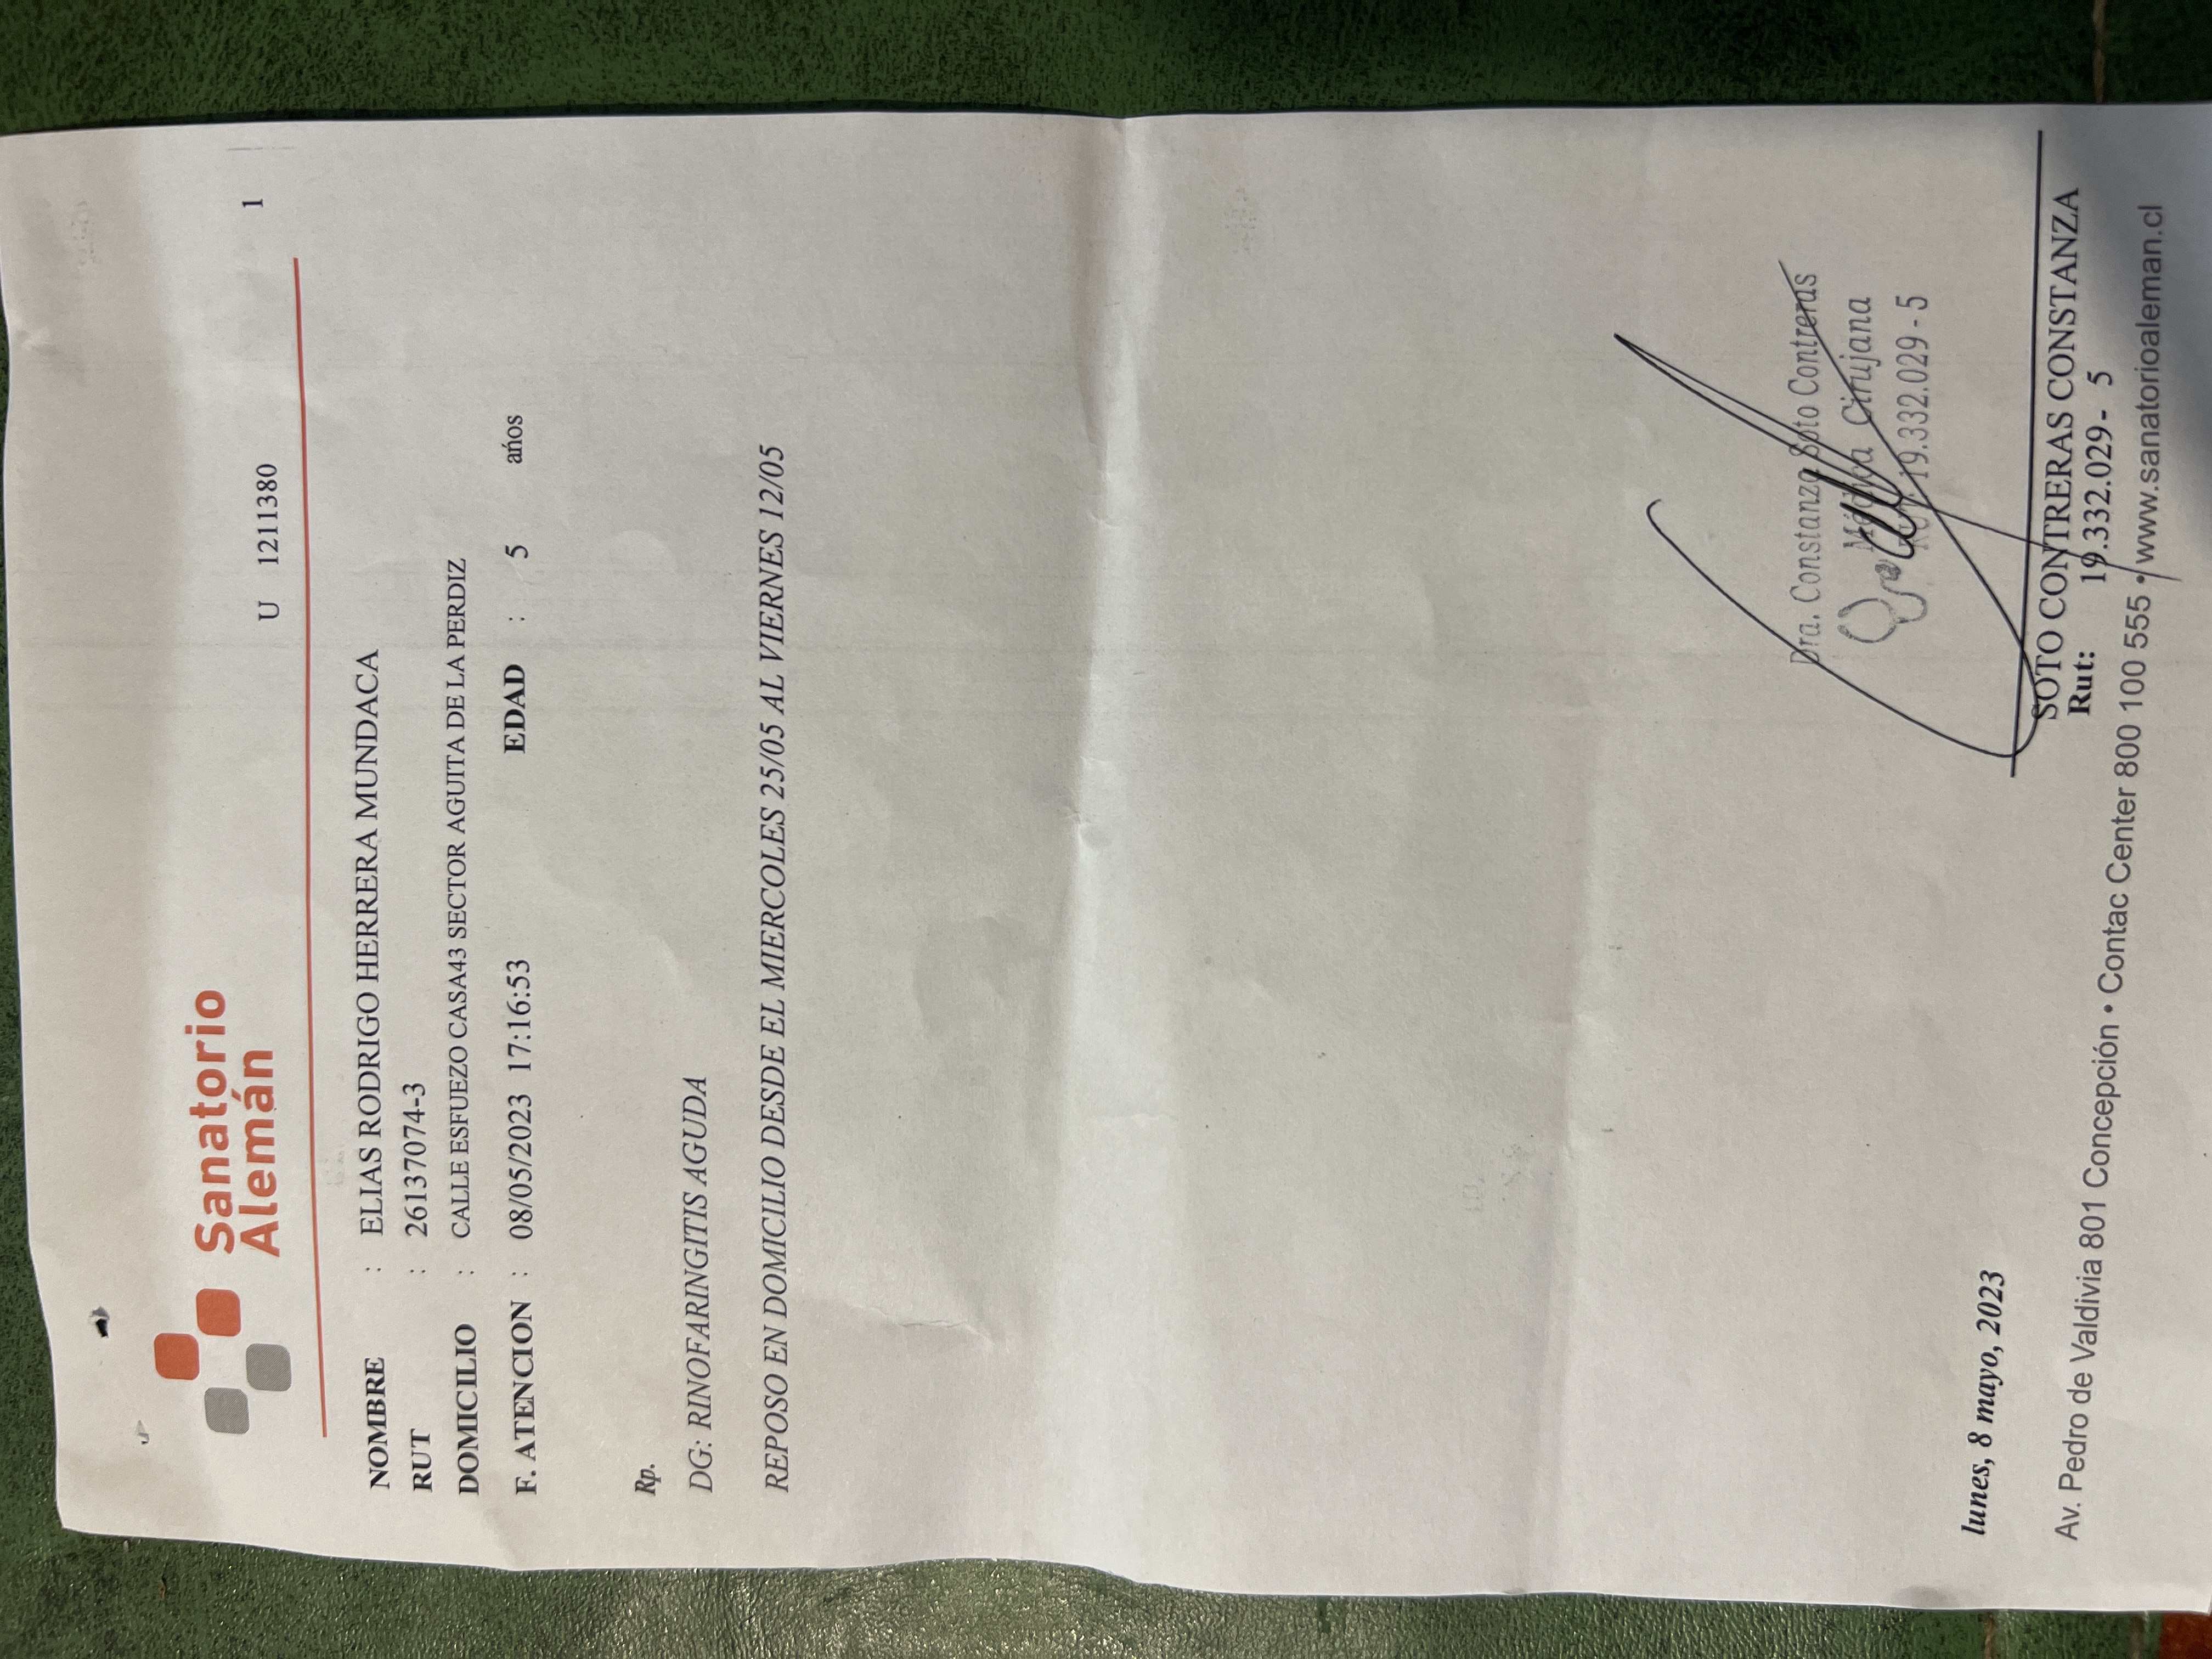 Sanatorio
Alemán
U 1211380 1
NOMBRE : ELIAS RODRIGO HERRERA MUNDACA
RUT : 26137074-3
DOMICILIO : CALLE ESFUEZO CASA43 SECTOR AGUITA DE LA PERDIZ
F. ATENCION : 08/05/2023 17:16:53 EDAD : 5 ańos
Rp.
DG: RINOFARINGITIS AGUDA
REPOSO EN DOMICILIO DESDE EL MIERCOLES 25/05 AL VIERNES 12/05
Dra. Constanza Soto Contreras
Médica Cirujana
Rut: 19.332.029-5
lunes, 8 mayo, 2023
SOTO CONTRERAS CONSTANZA
Rut: 19.332.029- 5
Av. Pedro de Valdivia 801 Concepción • Contac Center 800 100 555 • www.sanatorioaleman.cl